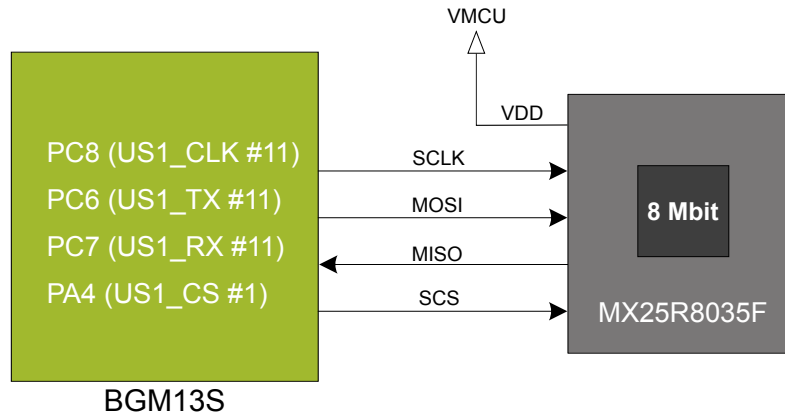 VMCU
VDD
PC8 (US1_CLK #11)
SCLK
PC6 (US1_TX #11)
MOSI
PC7 (US1_RX #11)
MISO
PA4 (US1_CS #1)
SCS
8 Mbit
MX25R8035F
BGM13S